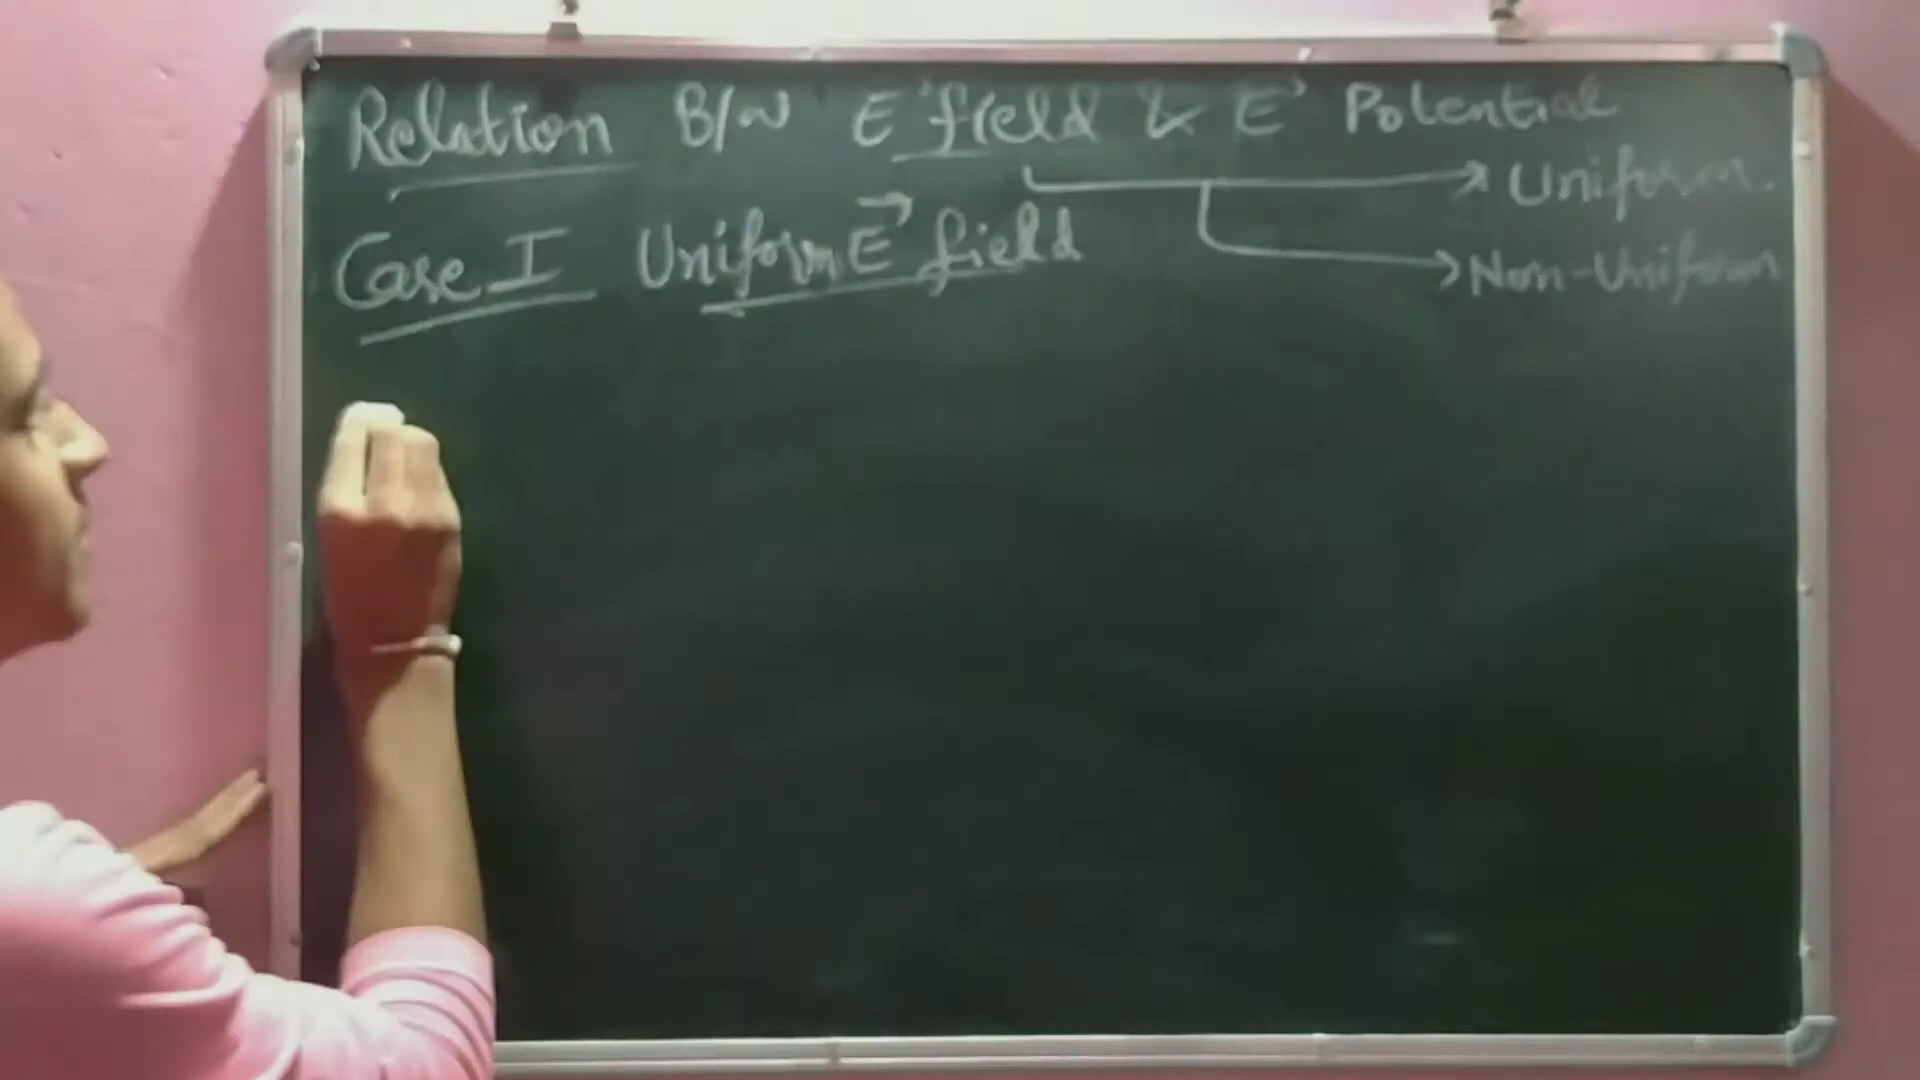 Relation B/w E' field & E' Potential
Uniform.
Case I Uniform E field
Non-Uniform